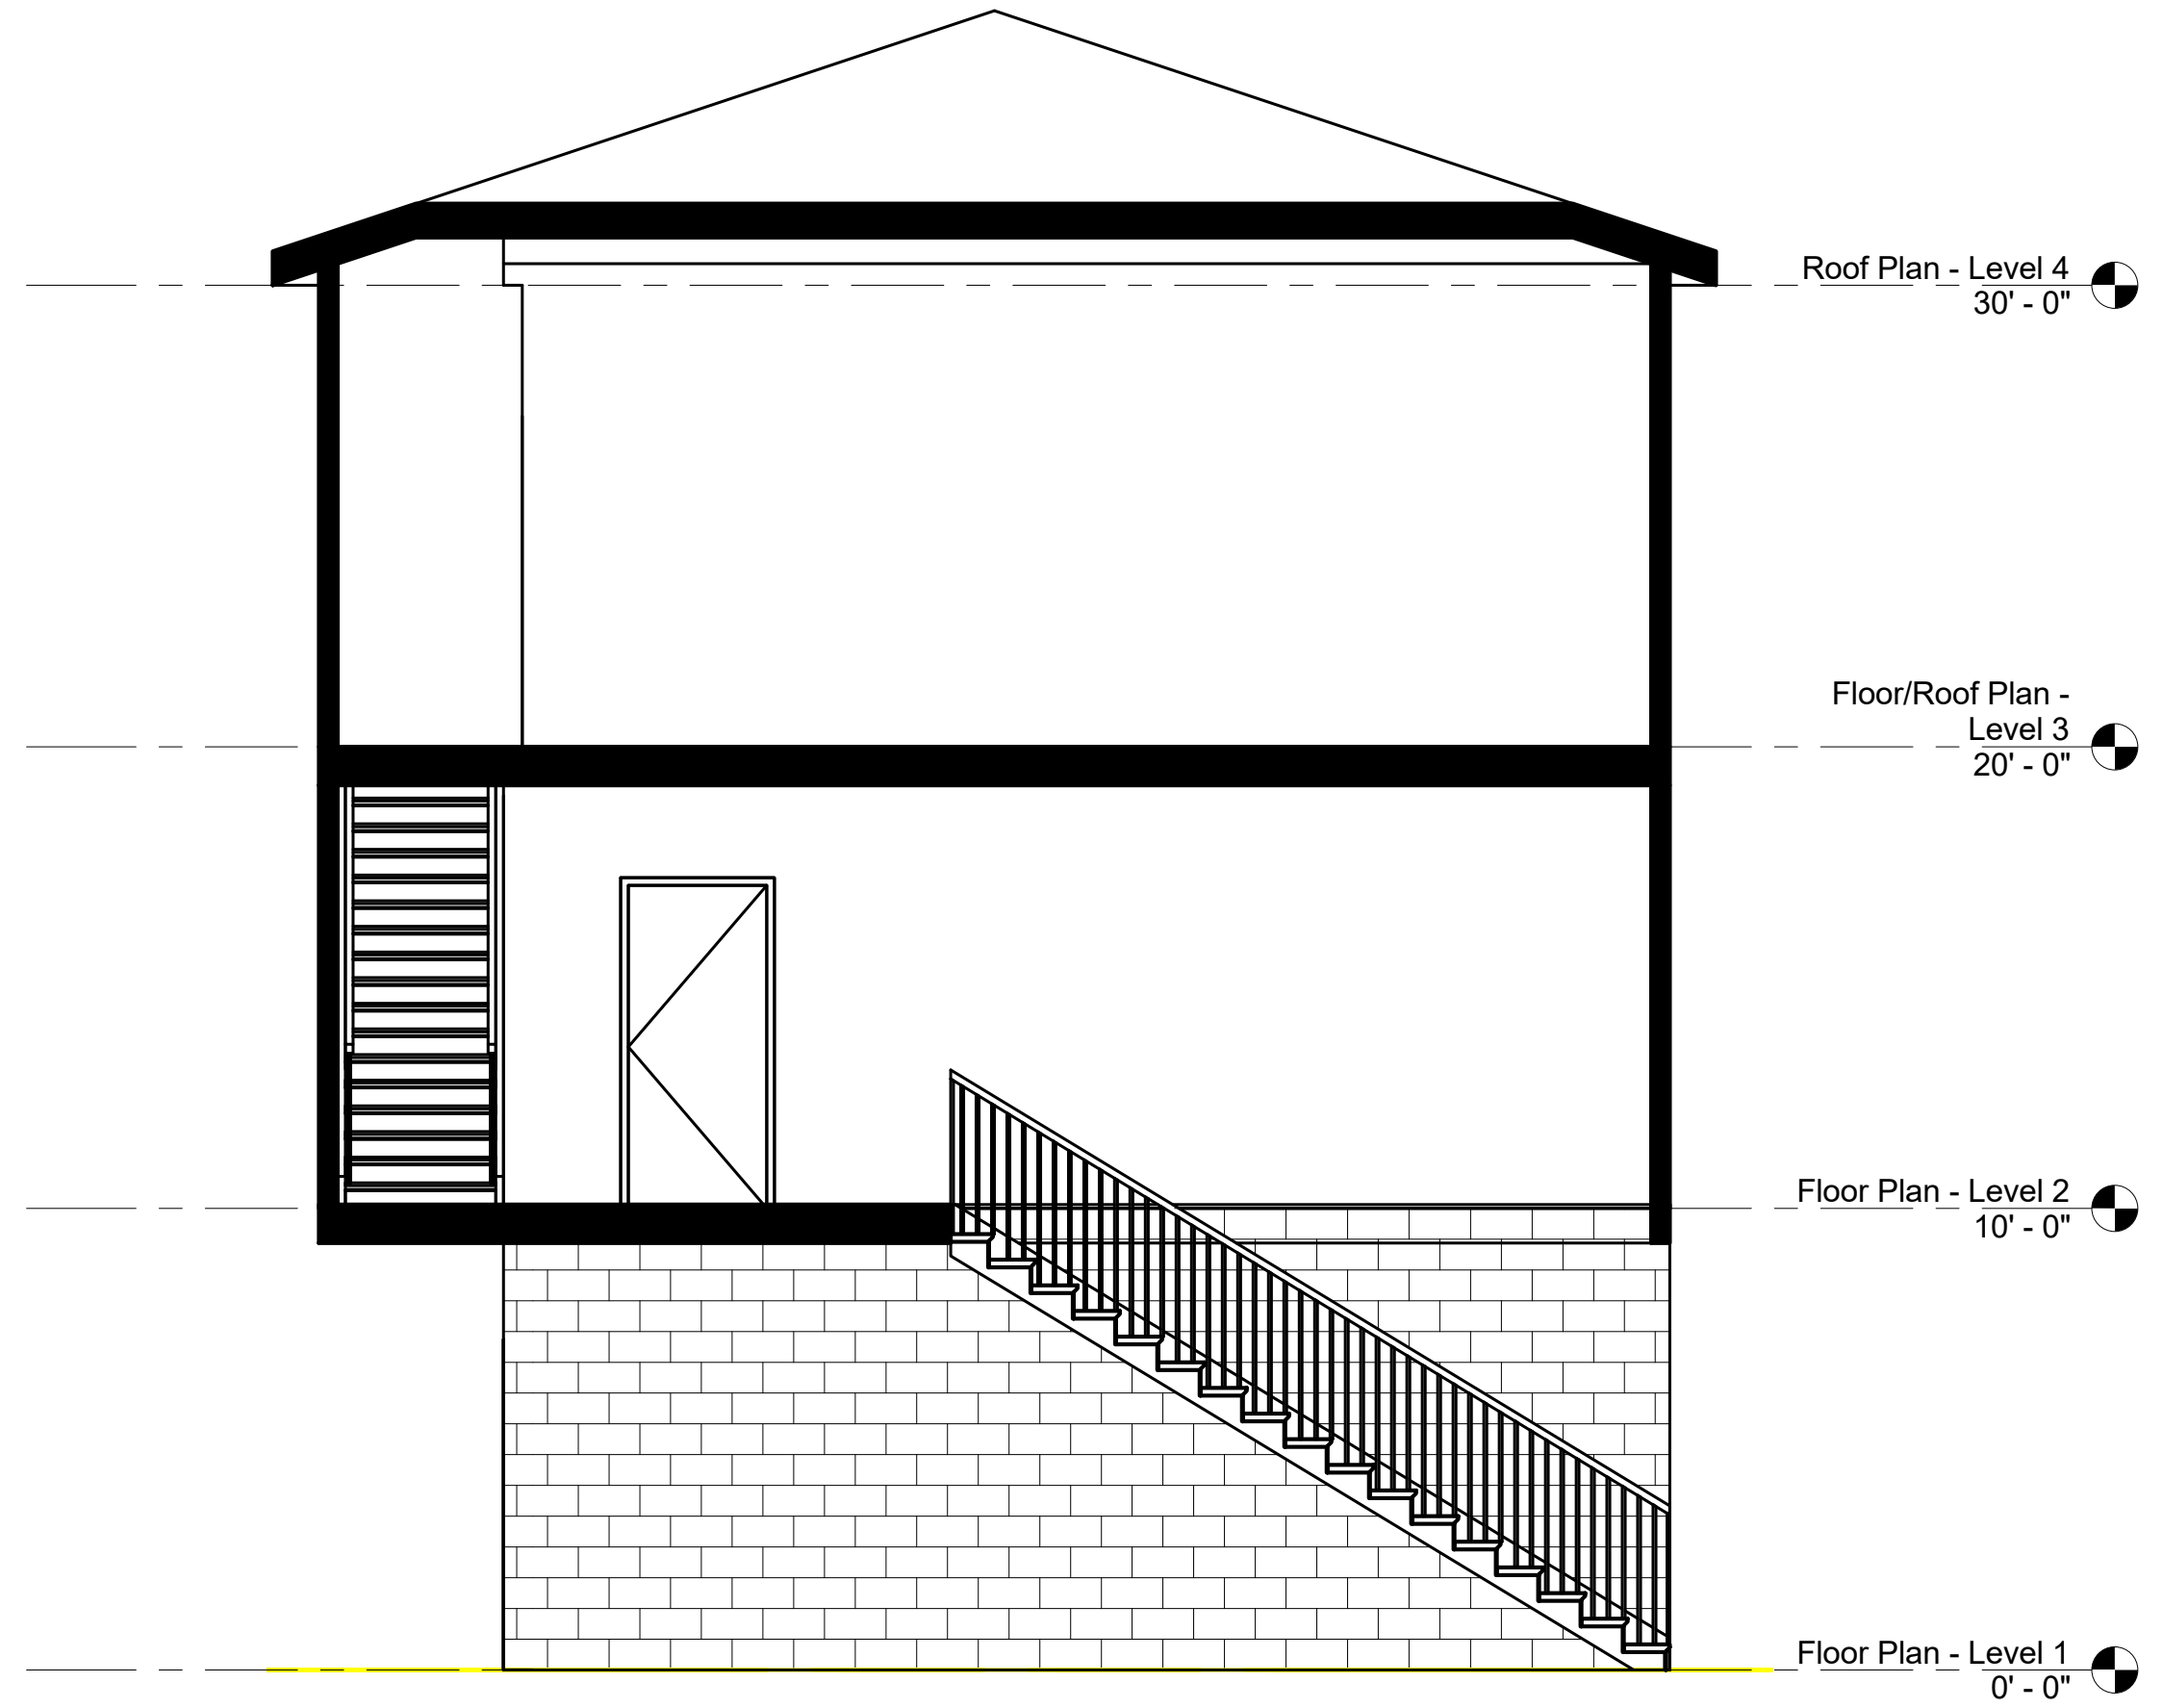 Roof Plan - Level 4
30' - 0"
Floor/Roof Plan -
Level 3
20' - 0"
Floor Plan - Level 2
10' - 0"
Floor Plan - Level 1
0' - 0"